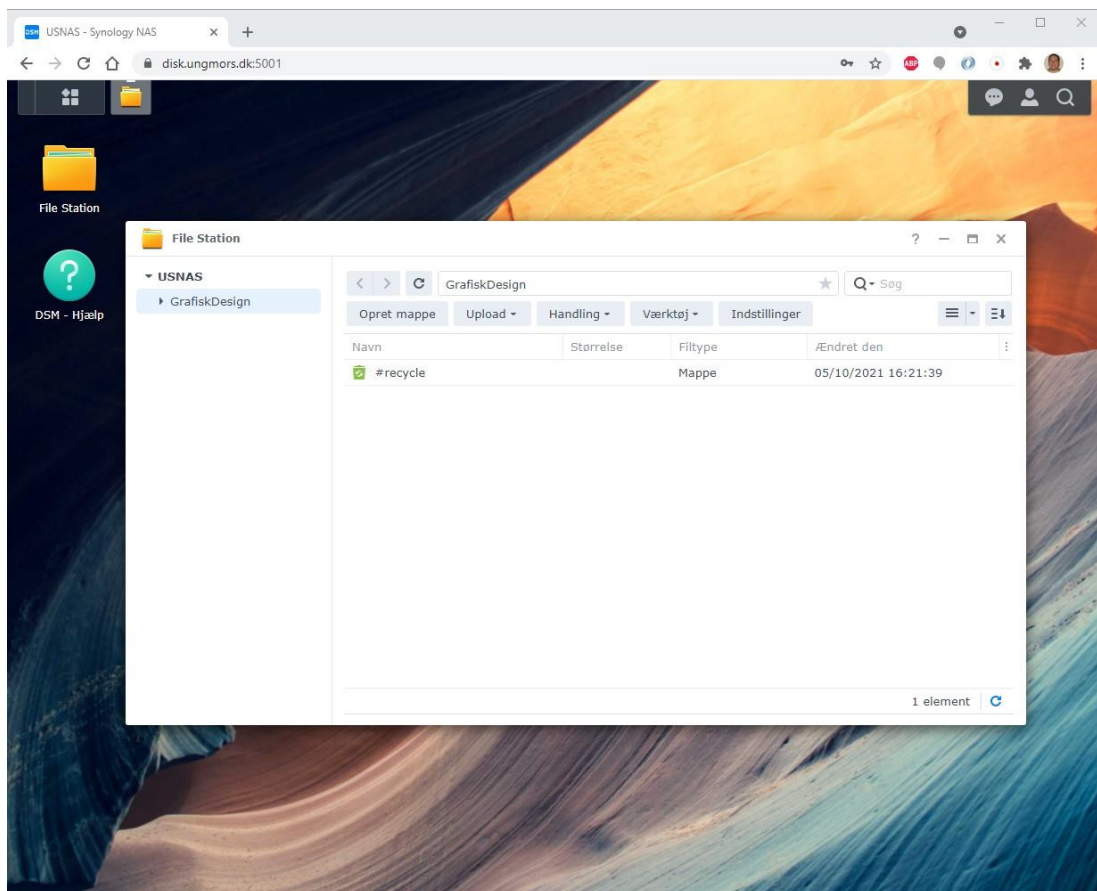 DSM USNAS - Synology NAS
disk.ungmors.dk:5001
ABP
File Station
DSM - Hjælp
File Station
USNAS
GrafiskDesign
GrafiskDesign
Søg
Opret mappe Upload Handling Værktøj Indstillinger
Navn Størrelse Filtype Ændret den
#recycle Mappe 05/10/2021 16:21:39
1 element